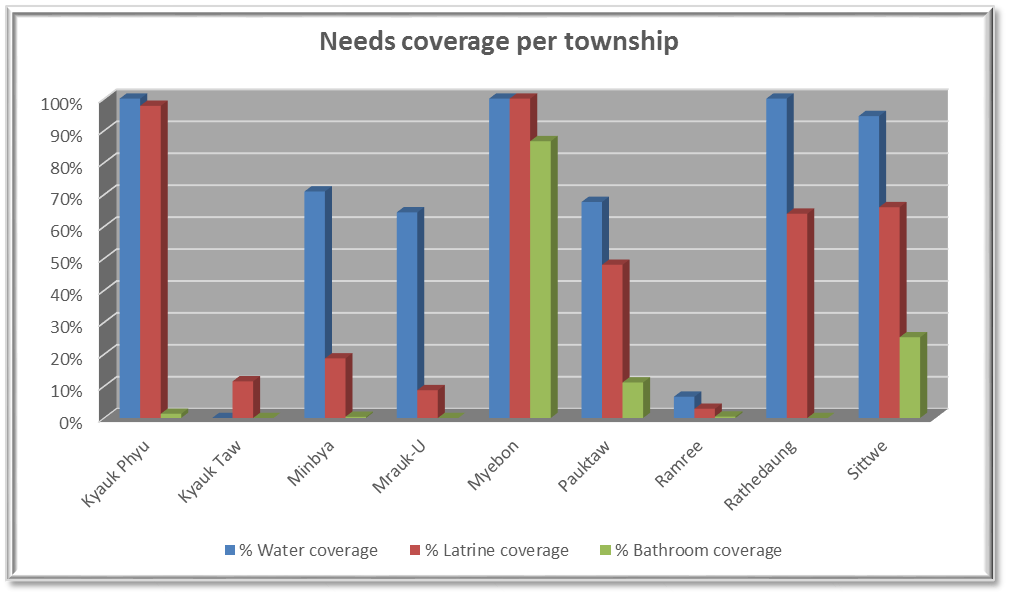 Needs coverage per township
100%
90%
80%
70%
60%
50%
40%
30%
20%
10%
0%
Kyauk Phyu
Kyauk Taw
Minbya
Mrauk-U
Myebon
Pauktaw
Ramree
Rathedaung
Sittwe
% Water coverage
% Latrine coverage
% Bathroom coverage